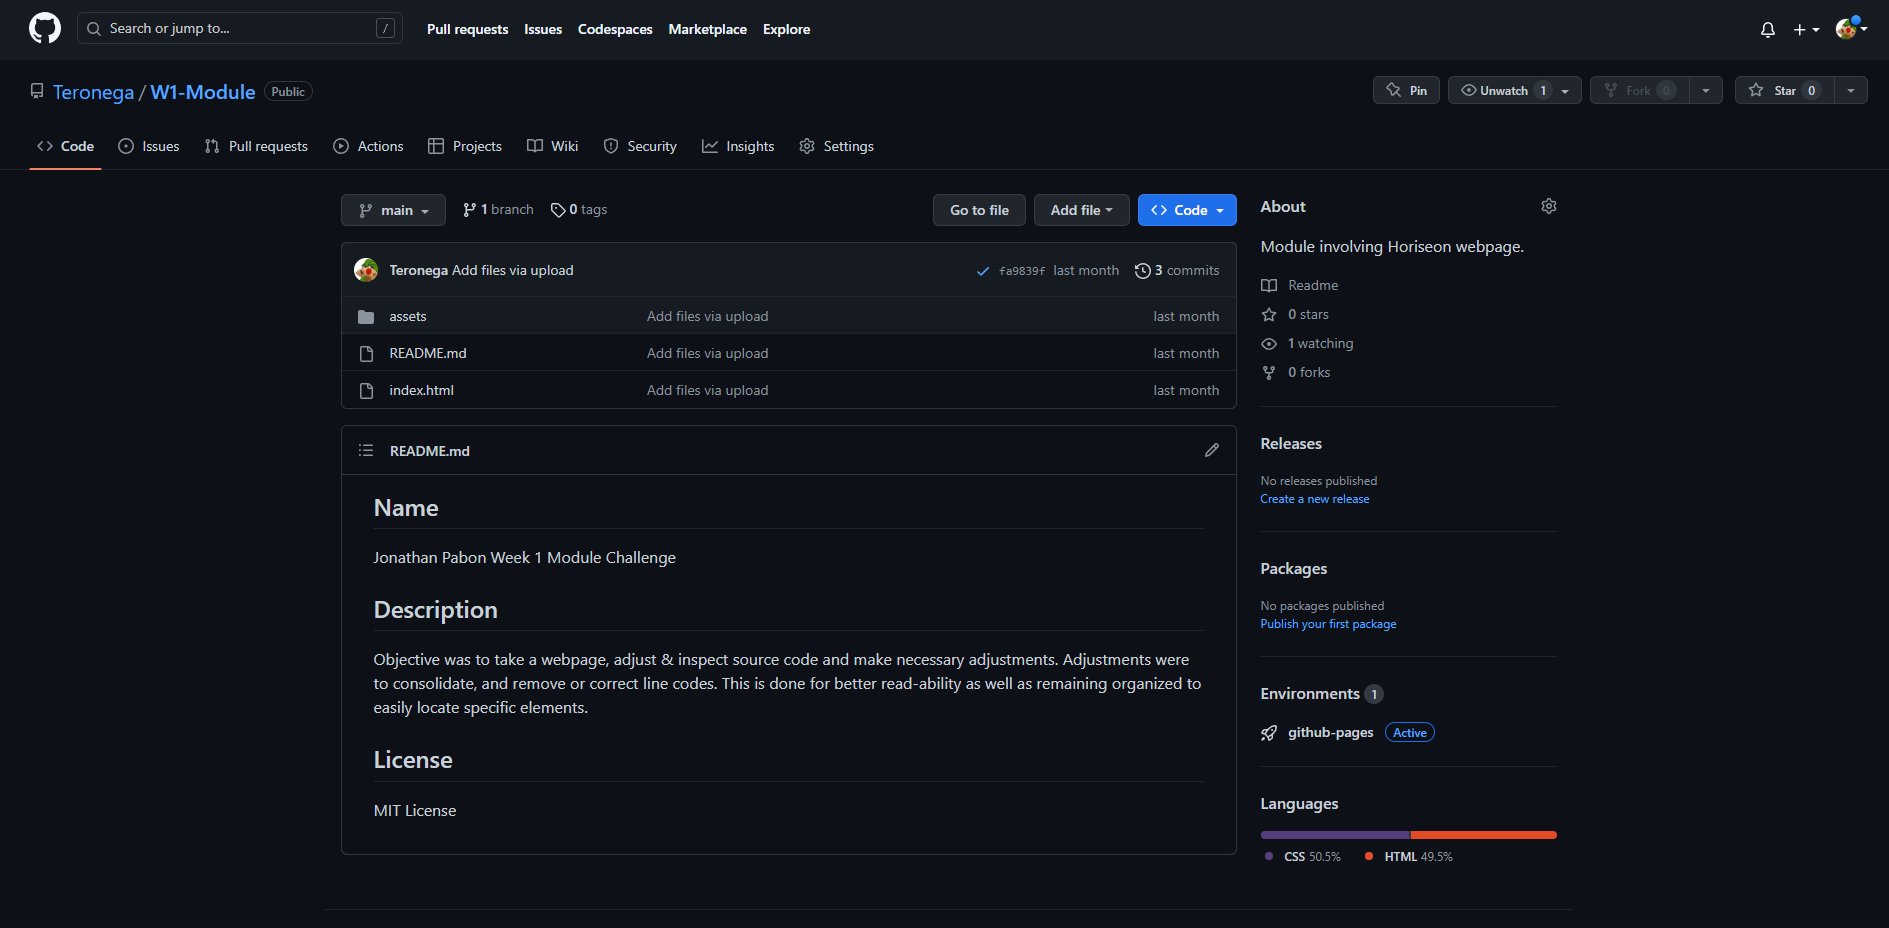 Search or jump to... /
Pull requests Issues Codespaces Marketplace Explore
Teronega / W1-Module Public
Pin Unwatch 1 Fork 0 Star 0
Code Issues Pull requests Actions Projects Wiki Security Insights Settings
main 1 branch 0 tags Go to file Add file Code
Teronega Add files via upload fa9839f last month 3 commits
assets Add files via upload last month
README.md Add files via upload last month
index.html Add files via upload last month
README.md
Name
Jonathan Pabon Week 1 Module Challenge
Description
Objective was to take a webpage, adjust & inspect source code and make necessary adjustments. Adjustments were
to consolidate, and remove or correct line codes. This is done for better read-ability as well as remaining organized to
easily locate specific elements.
License
MIT License
About
Module involving Horiseon webpage.
Readme
0 stars
1 watching
0 forks
Releases
No releases published
Create a new release
Packages
No packages published
Publish your first package
Environments 1
github-pages Active
Languages
CSS 50.5% HTML 49.5%